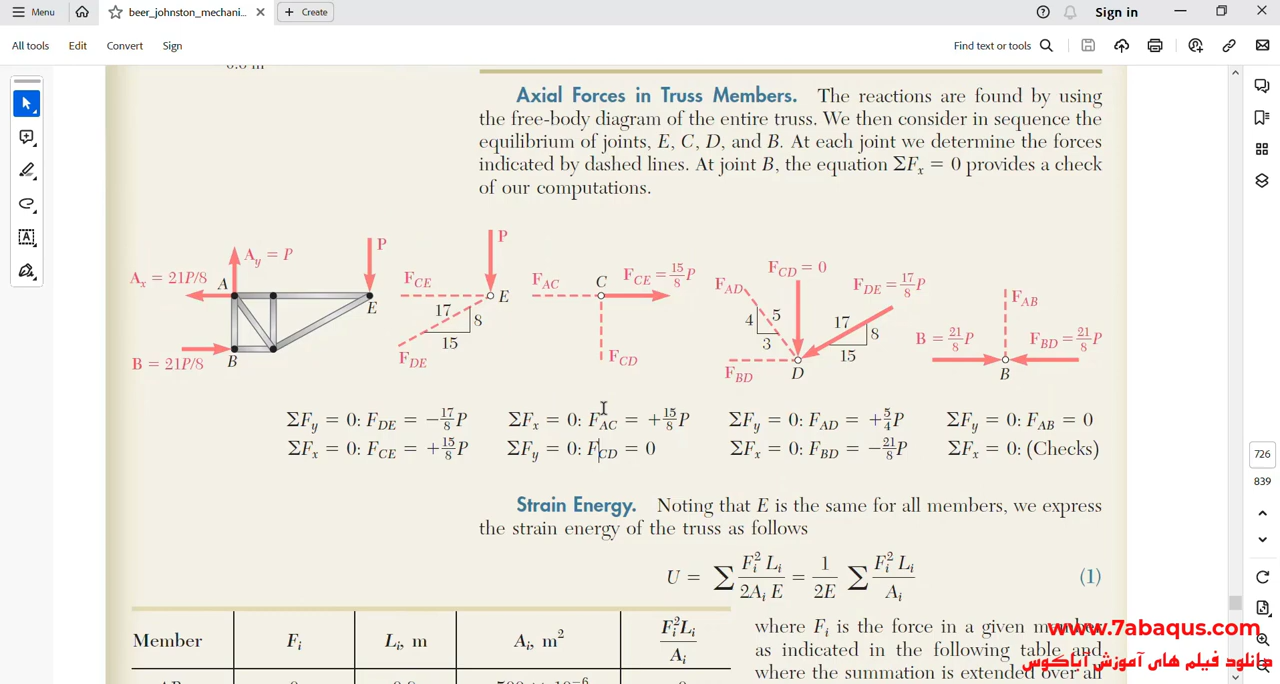 Menu
beer_johnston_mechani...
Create
Sign in
All tools
Edit
Convert
Sign
Find text or tools
Axial Forces in Truss Members. The reactions are found by using
the free-body diagram of the entire truss. We then consider in sequence the
equilibrium of joints, E, C, D, and B. At each joint we determine the forces
indicated by dashed lines. At joint B, the equation ΣFx = 0 provides a check
of our computations.
Ay = P
P
Ax = 21P/8
A
E
B = 21P/8
B
P
FCE
E
17
8
15
FDE
FAC
C
FCE = 15/8 P
FCD
FCD = 0
FAD
FDE = 17/8 P
4
5
3
17
8
15
FBD
D
FAB
B = 21/8 P
FBD = 21/8 P
B
ΣFy = 0: FDE = −17/8 P
ΣFx = 0: FAC = +15/8 P
ΣFy = 0: FAD = +5/4 P
ΣFy = 0: FAB = 0
ΣFx = 0: FCE = +15/8 P
ΣFy = 0: FCD = 0
ΣFx = 0: FBD = −21/8 P
ΣFx = 0: (Checks)
726
839
Strain Energy. Noting that E is the same for all members, we express
the strain energy of the truss as follows
U = Σ Fi² Li / 2Ai E = 1/2E Σ Fi² Li / Ai (1)
Member
Fi
Li, m
Ai, m²
Fi²Li / Ai
where Fi is the force in a given member
as indicated in the following table and
where the summation is extended over all
www.7abaqus.com
دانلود فیلم های آموزش آباکوس